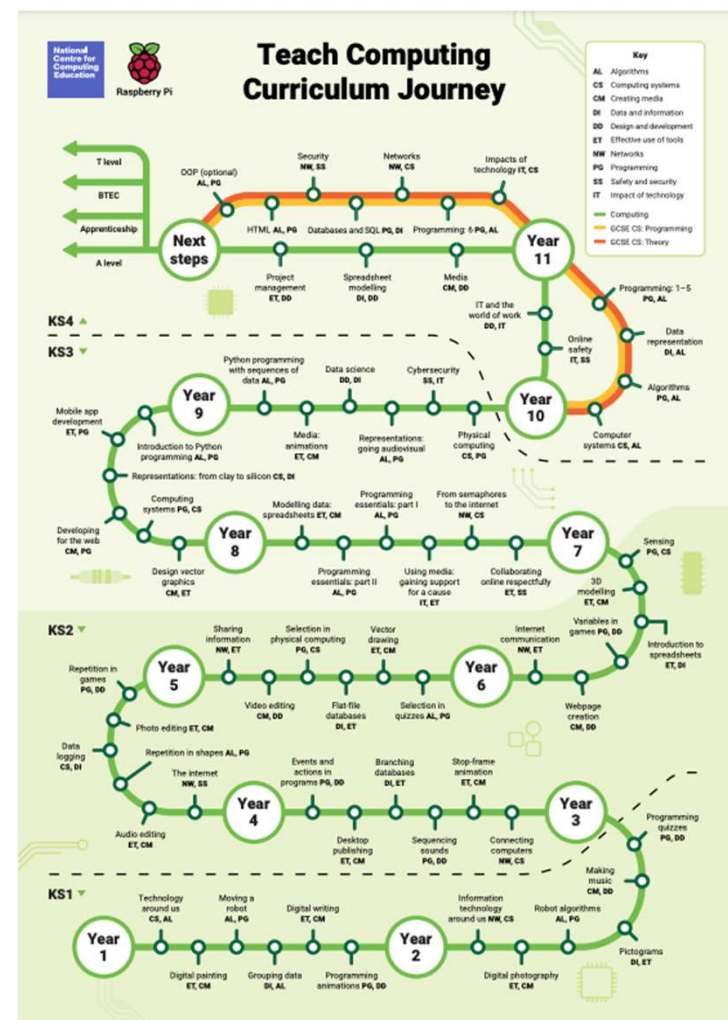 National
Centre for
Computing
Education
Raspberry Pi
Teach Computing
Curriculum Journey
Key
AL Algorithms
CS Computing systems
CM Creating media
DI Data and information
DD Design and development
ET Effective use of tools
NW Networks
PG Programming
SS Safety and security
IT Impact of technology
Computing
GCSE CS: Programming
GCSE CS: Theory
T level
BTEC
Apprenticeship
A level
Next
steps
OOP (optional)
AL, PG
Security
NW, SS
Networks
NW, CS
Impacts of
technology IT, CS
HTML AL, PG
Databases and SQL PG, DI
Programming: 6 PG, AL
Project
management
ET, DD
Spreadsheet
modelling
DI, DD
Media
CM, DD
Year
11
Programming: 1–5
PG, AL
IT and the
world of work
DD, IT
Data
representation
DI, AL
Online
safety
IT, SS
Algorithms
PG, AL
Computer
systems CS, AL
KS4
KS3
Year
10
Year
9
Python programming
with sequences of
data AL, PG
Data science
DD, DI
Cybersecurity
SS, IT
Media:
animations
ET, CM
Representations:
going audiovisual
AL, PG
Physical
computing
CS, PG
Mobile app
development
ET, PG
Introduction to Python
programming AL, PG
Representations: from clay to silicon CS, DI
Computing
systems PG, CS
Developing
for the web
CM, PG
Design vector
graphics
CM, ET
Year
8
Modelling data:
spreadsheets ET, CM
Programming
essentials: part I
AL, PG
From semaphores
to the internet
NW, CS
Programming
essentials: part II
AL, PG
Using media:
gaining support
for a cause
IT, ET
Collaborating
online respectfully
ET, SS
Year
7
Sensing
PG, CS
3D
modelling
ET, CM
Variables in
games PG, DD
Introduction to
spreadsheets
ET, DI
KS2
Year
5
Sharing
information
NW, ET
Selection in
physical computing
PG, CS
Vector
drawing
ET, CM
Video editing
CM, DD
Flat-file
databases
DI, ET
Selection in
quizzes AL, PG
Year
6
Internet
communication
NW, ET
Webpage
creation
CM, DD
Repetition in
games
PG, DD
Photo editing ET, CM
Data
logging
CS, DI
Repetition in shapes AL, PG
The internet
NW, SS
Audio editing
ET, CM
Year
4
Events and
actions in
programs PG, DD
Branching
databases
DI, ET
Stop-frame
animation
ET, CM
Desktop
publishing
ET, CM
Sequencing
sounds
PG, DD
Connecting
computers
NW, CS
Year
3
Programming
quizzes
PG, DD
Making
music
CM, DD
Pictograms
DI, ET
KS1
Year
1
Technology
around us
CS, AL
Moving a
robot
AL, PG
Digital writing
ET, CM
Digital painting
ET, CM
Grouping data
DI, AL
Programming
animations PG, DD
Year
2
Information
technology
around us NW, CS
Robot algorithms
AL, PG
Digital photography
ET, CM